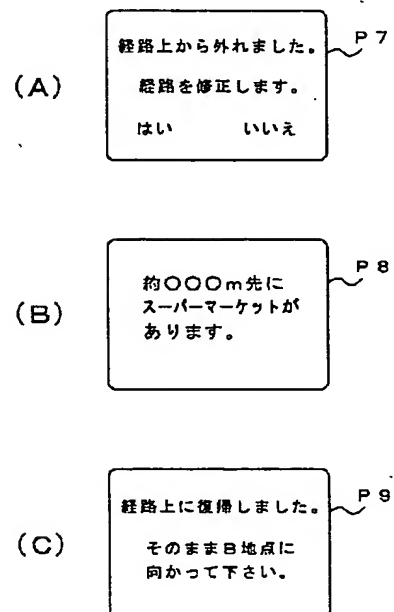 経路上から外れました。 P7
(A) 経路を修正します。
はい いいえ
約○○○m先に P8
(B) スーパーマーケットが
あります。
経路上に復帰しました。 P9
(C) そのままB地点に
向かって下さい。